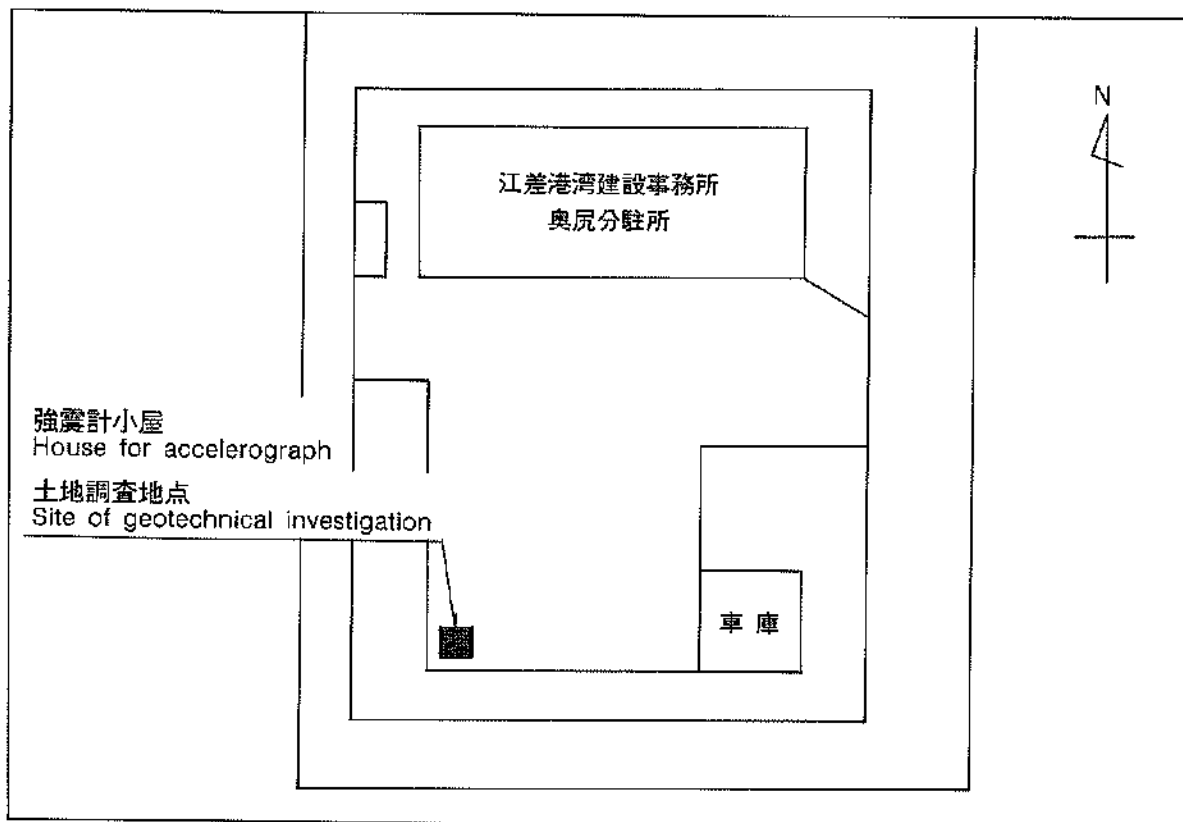 N
江差港湾建設事務所
奥尻分駐所
強震計小屋
House for accelerograph
土地調査地点
Site of geotechnical investigation
車庫